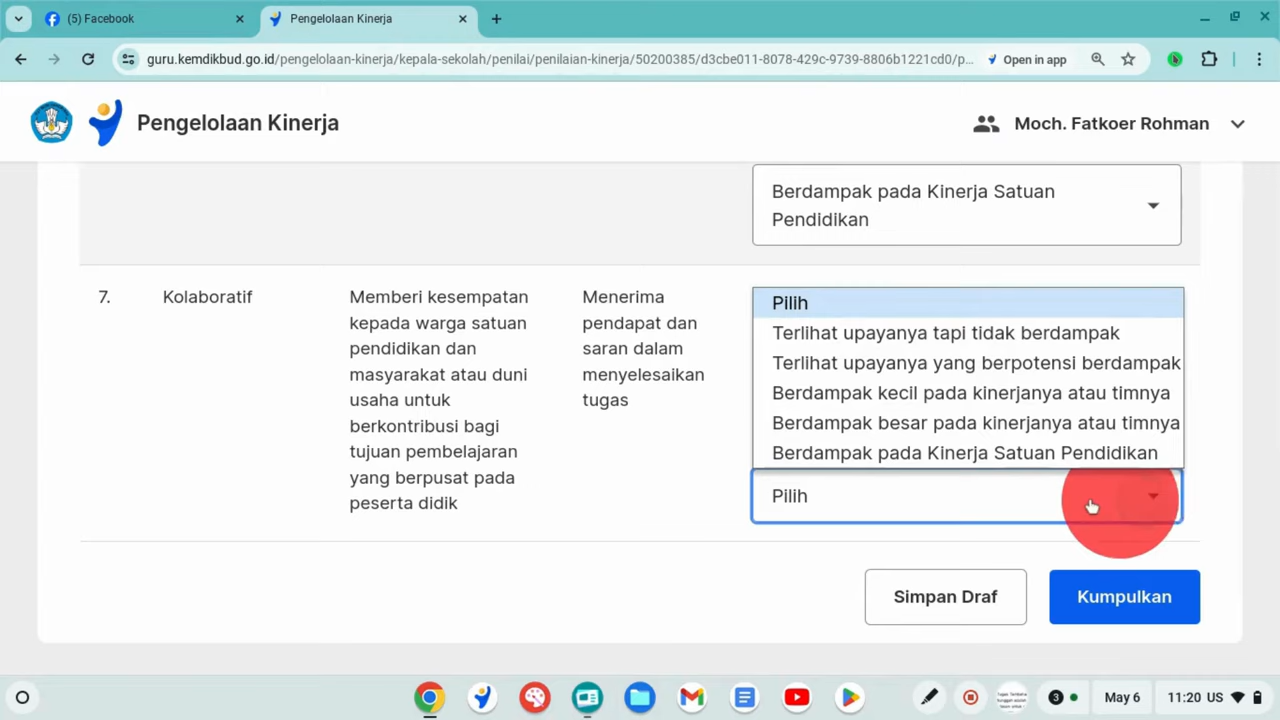 (5) Facebook
Pengelolaan Kinerja
guru.kemdikbud.go.id/pengelolaan-kinerja/kepala-sekolah/penilai/penilaian-kinerja/50200385/d3cbe011-8078-429c-9739-8806b1221cd0/p...
Open in app
Pengelolaan Kinerja
Moch. Fatkoer Rohman
Berdampak pada Kinerja Satuan
Pendidikan
7.
Kolaboratif
Memberi kesempatan
kepada warga satuan
pendidikan dan
masyarakat atau duni
usaha untuk
berkontribusi bagi
tujuan pembelajaran
yang berpusat pada
peserta didik
Menerima
pendapat dan
saran dalam
menyelesaikan
tugas
Pilih
Terlihat upayanya tapi tidak berdampak
Terlihat upayanya yang berpotensi berdampak
Berdampak kecil pada kinerjanya atau timnya
Berdampak besar pada kinerjanya atau timnya
Berdampak pada Kinerja Satuan Pendidikan
Pilih
Simpan Draf
Kumpulkan
3
May 6
11:20 US